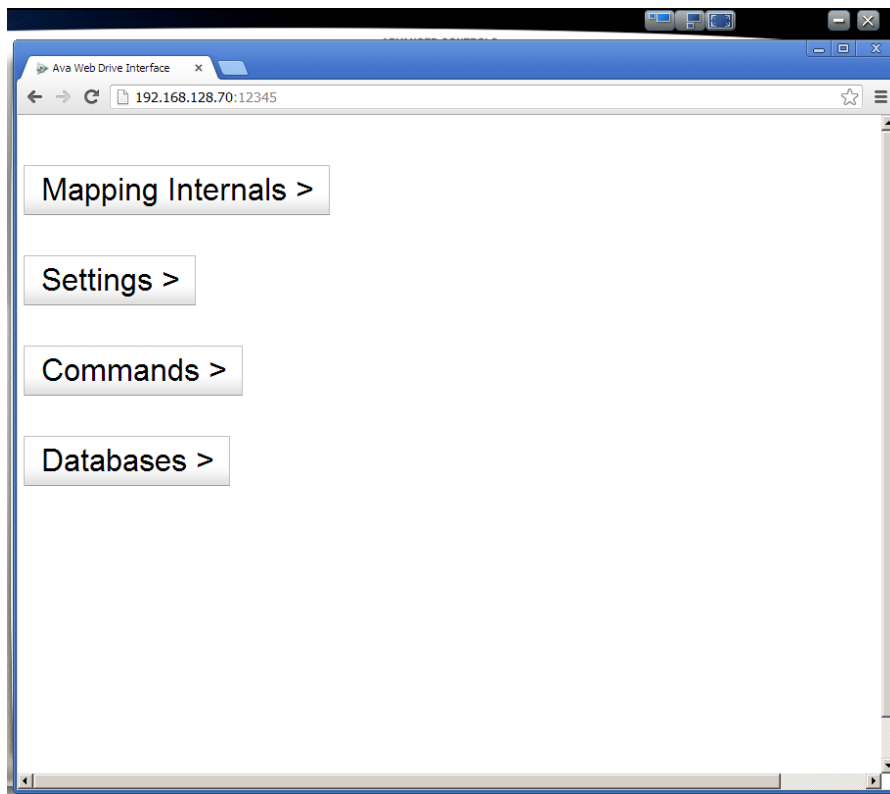 Ava Web Drive Interface
192.168.128.70:12345
Mapping Internals >
Settings >
Commands >
Databases >